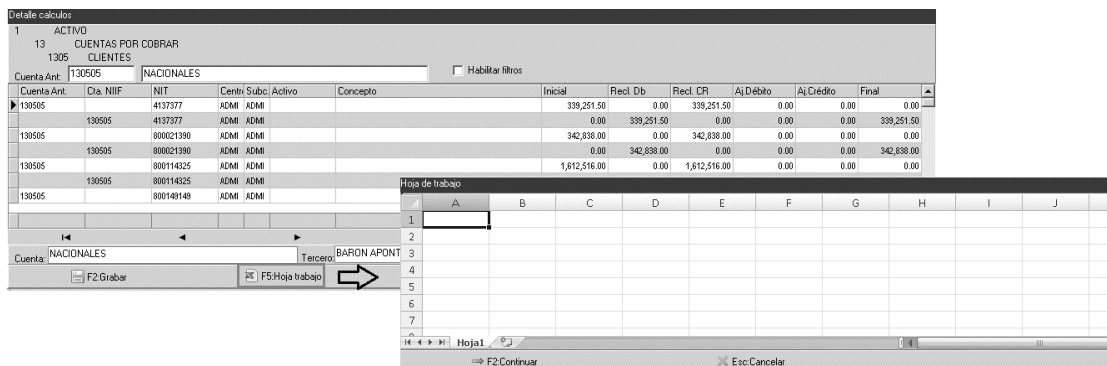 Detalle calculos
1 ACTIVO
13 CUENTAS POR COBRAR
1305 CLIENTES
Cuenta Ant: 130505 NACIONALES Habilitar filtros
Cuenta Ant. Cta. NIIF NIT Centro Subc. Activo Concepto Inicial Recl. Db Recl. CR Aj.Débito Aj.Crédito Final
130505 4137377 ADMI ADMI 339,251.50 0.00 339,251.50 0.00 0.00 0.00
130505 4137377 ADMI ADMI 0.00 339,251.50 0.00 0.00 0.00 339,251.50
130505 800021390 ADMI ADMI 342,838.00 0.00 342,838.00 0.00 0.00 0.00
130505 800021390 ADMI ADMI 0.00 342,838.00 0.00 0.00 0.00 342,838.00
130505 800114325 ADMI ADMI 1,612,516.00 0.00 1,612,516.00 0.00 0.00 0.00
130505 800114325 ADMI ADMI
130505 800149149 ADMI ADMI
Cuenta: NACIONALES Tercero: BARON APONT
F2:Grabar F5:Hoja trabajo
Hoja de trabajo
A B C D E F G H I J
1
2
3
4
5
6
7
Hoja1
F2:Continuar Esc:Cancelar